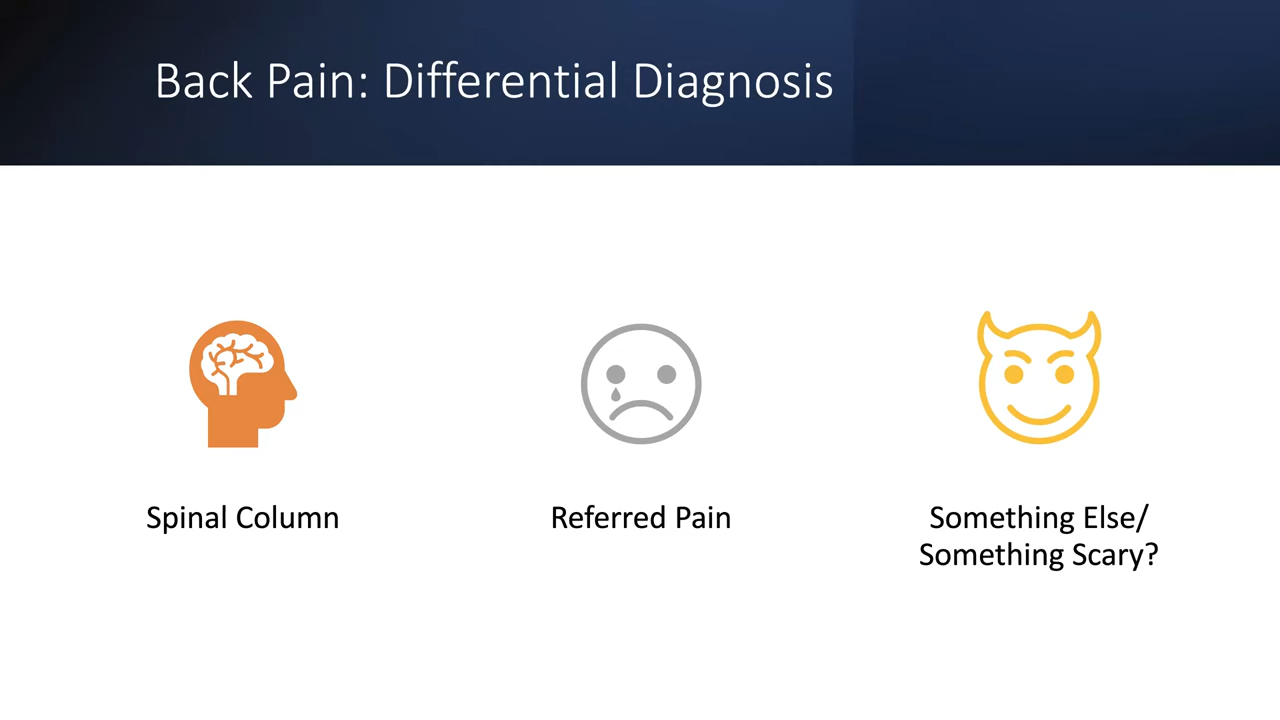 Back Pain: Differential Diagnosis
Spinal Column
Referred Pain
Something Else/
Something Scary?